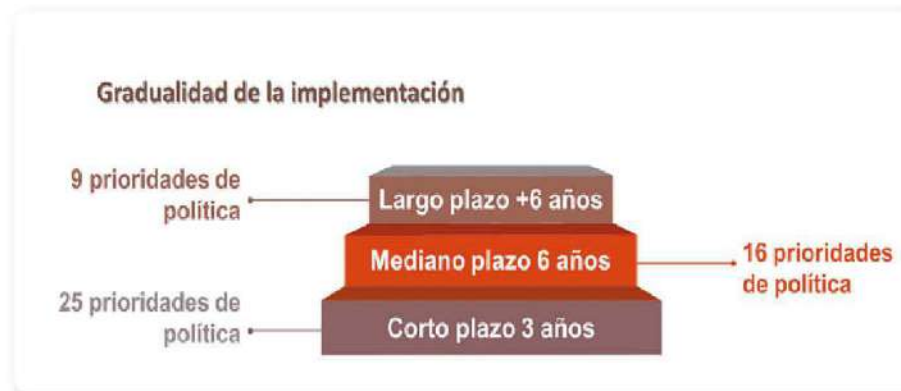 Gradualidad de la implementación
9 prioridades de
política
Largo plazo +6 años
Mediano plazo 6 años
16 prioridades
de política
25 prioridades de
política
Corto plazo 3 años